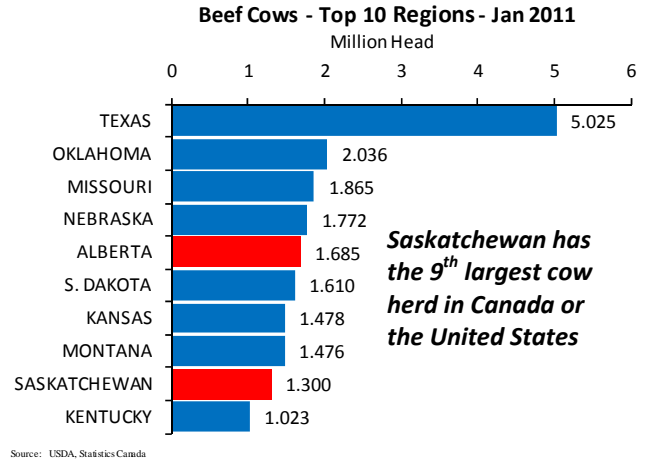 Beef Cows - Top 10 Regions - Jan 2011
Million Head
0 1 2 3 4 5 6
TEXAS 5.025
OKLAHOMA 2.036
MISSOURI 1.865
NEBRASKA 1.772
ALBERTA 1.685
S. DAKOTA 1.610
KANSAS 1.478
MONTANA 1.476
SASKATCHEWAN 1.300
KENTUCKY 1.023
Saskatchewan has
the 9th largest cow
herd in Canada or
the United States
Source: USDA, Statistics Canada